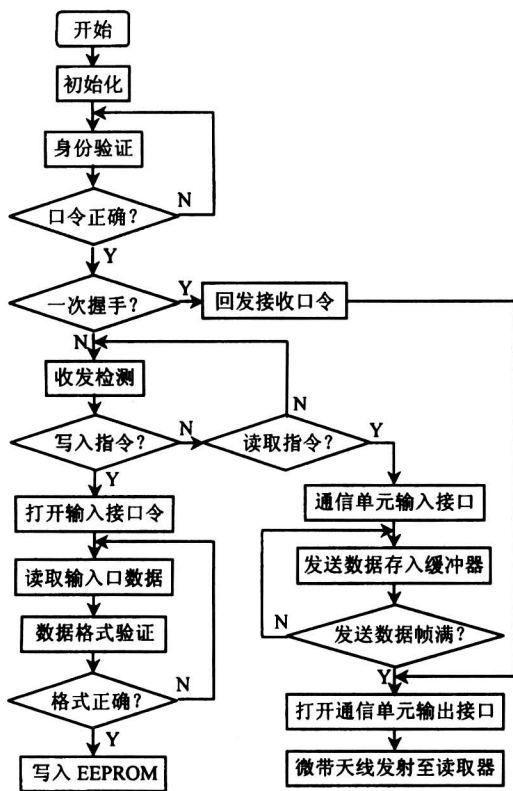 开始
初始化
身份验证
口令正确？
N
Y
一次握手？
Y
回发接收口令
N
收发检测
N
写入指令？
N
读取指令？
Y
Y
打开输入接口令
通信单元输入接口
读取输入口数据
发送数据存入缓冲器
数据格式验证
N
发送数据帧满？
格式正确？
N
Y
打开通信单元输出接口
Y
写入 EEPROM
微带天线发射至读取器